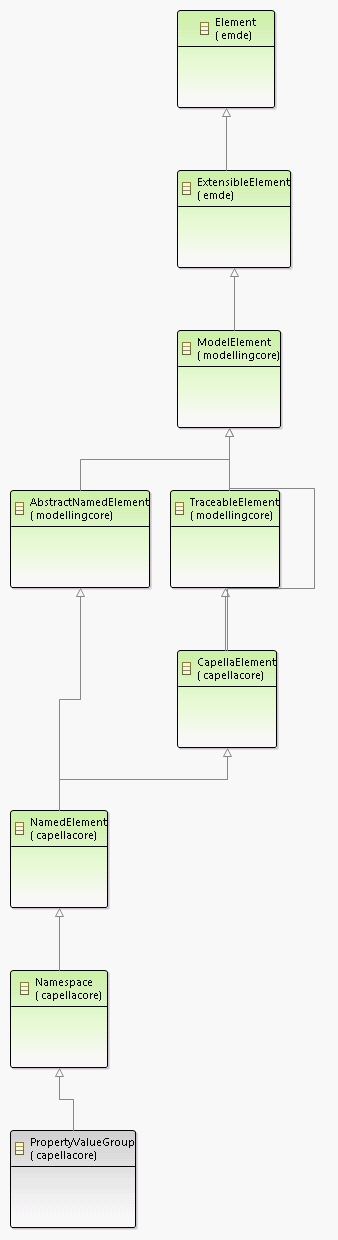 Element
( emde)
ExtensibleElement
( emde)
ModelElement
( modellingcore)
AbstractNamedElement
( modellingcore)
TraceableElement
( modellingcore)
CapellaElement
( capellacore)
NamedElement
( capellacore)
Namespace
( capellacore)
PropertyValueGroup
( capellacore)